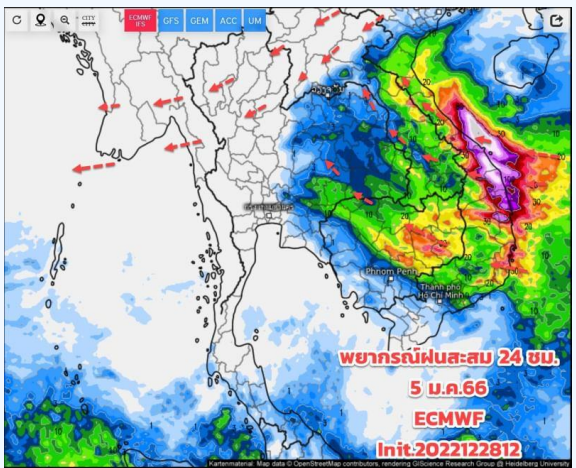 CITY
ECMWF IFS GFS GEM ACC UM
Phnom Penh
Thành phố
Hồ Chí Minh
พยากรณ์ฝนสะสม 24 ชม.
5 ม.ค.66
ECMWF
Init.2022122812
Kartenmaterial: Map data © OpenStreetMap contributors, rendering GIScience Research Group @ Heidelberg University